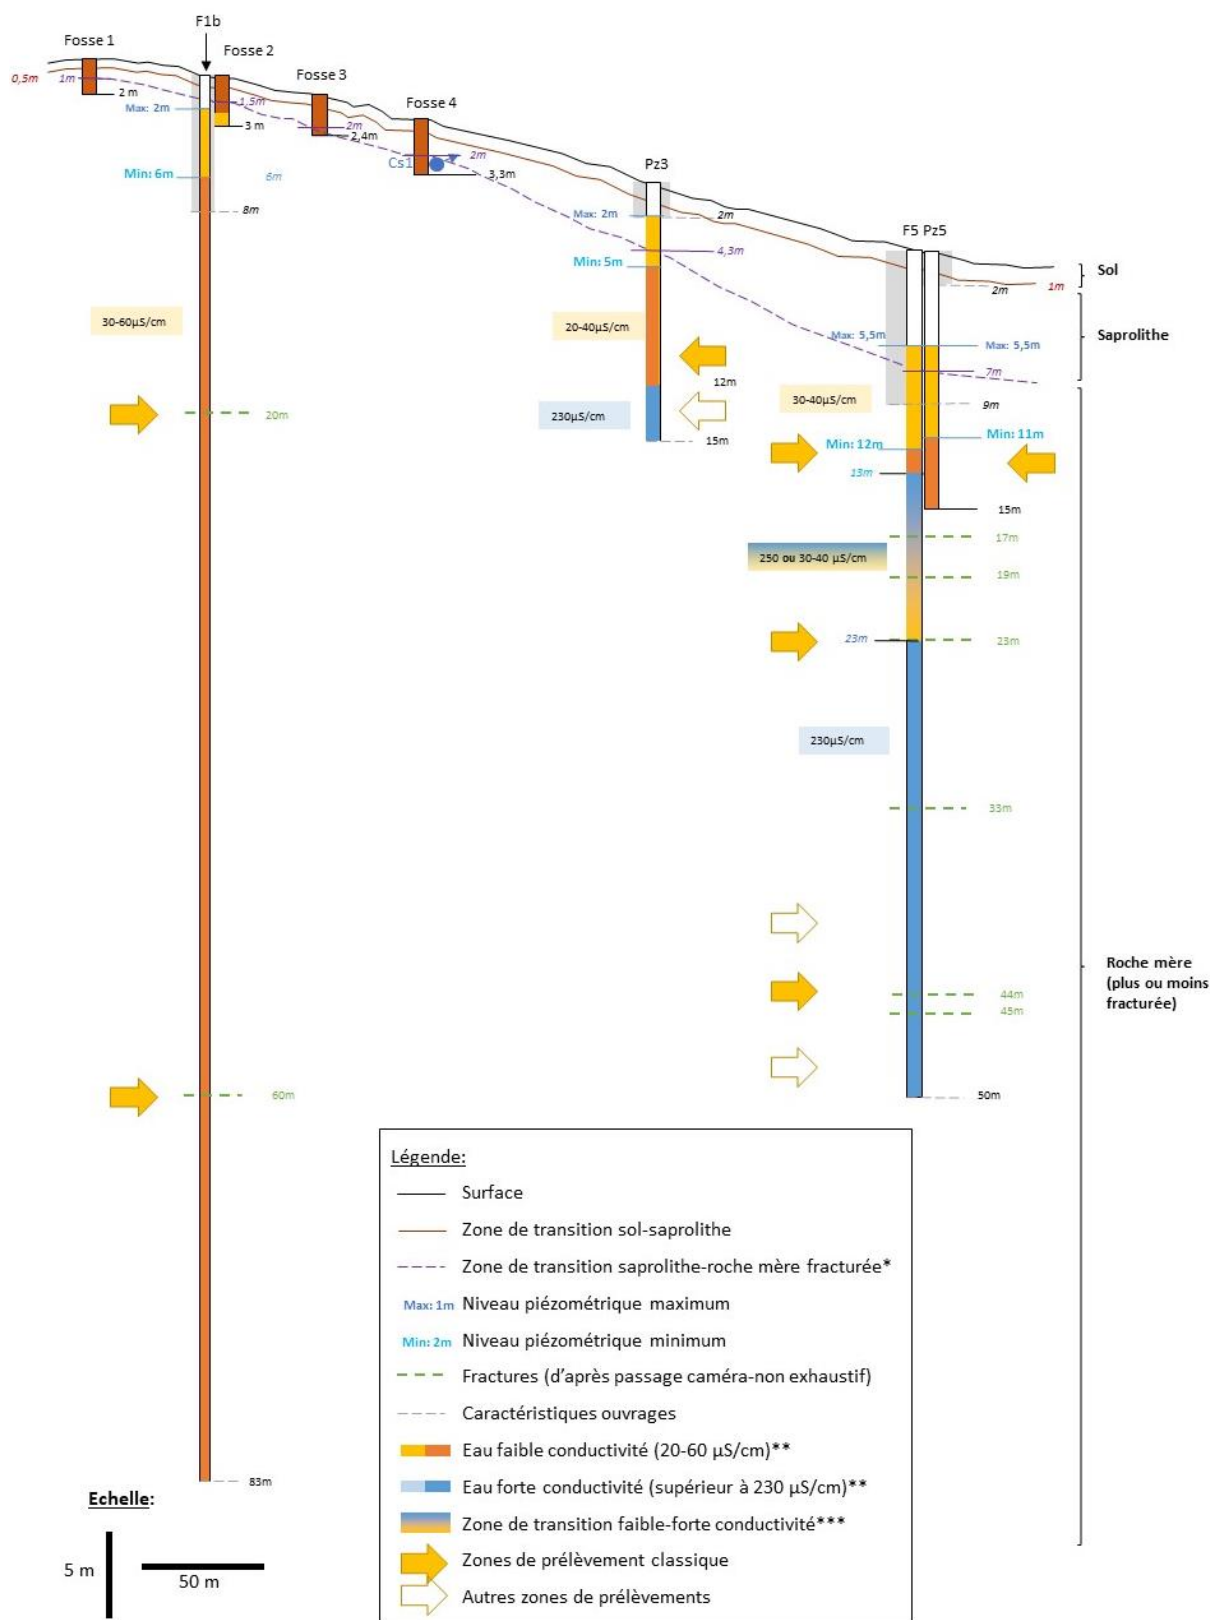 F1b
Fosse 1
Fosse 2
Fosse 3
Fosse 4
0,5m
1m
2 m
Max: 2m
1,5m
3 m
2m
2,4m
Cs1
2m
3,3m
Min: 6m
6m
8m
Pz3
Max: 2m
2m
4,3m
Min: 5m
F5 Pz5
Sol
2m
1m
Saprolithe
Max: 5,5m
Max: 5,5m
7m
30-60µS/cm
20-40µS/cm
12m
30-40µS/cm
9m
20m
230µS/cm
15m
Min: 12m
Min: 11m
13m
15m
17m
250 ou 30-40 µS/cm
19m
23m
23m
230µS/cm
33m
Roche mère
(plus ou moins
fracturée)
44m
45m
60m
50m
83m
Légende:
Surface
Zone de transition sol-saprolithe
Zone de transition saprolithe-roche mère fracturée*
Max: 1m Niveau piézométrique maximum
Min: 2m Niveau piézométrique minimum
Fractures (d'après passage caméra-non exhaustif)
Caractéristiques ouvrages
Eau faible conductivité (20-60 µS/cm)**
Eau forte conductivité (supérieur à 230 µS/cm)**
Zone de transition faible-forte conductivité***
Zones de prélèvement classique
Autres zones de prélèvements
Echelle:
5 m
50 m